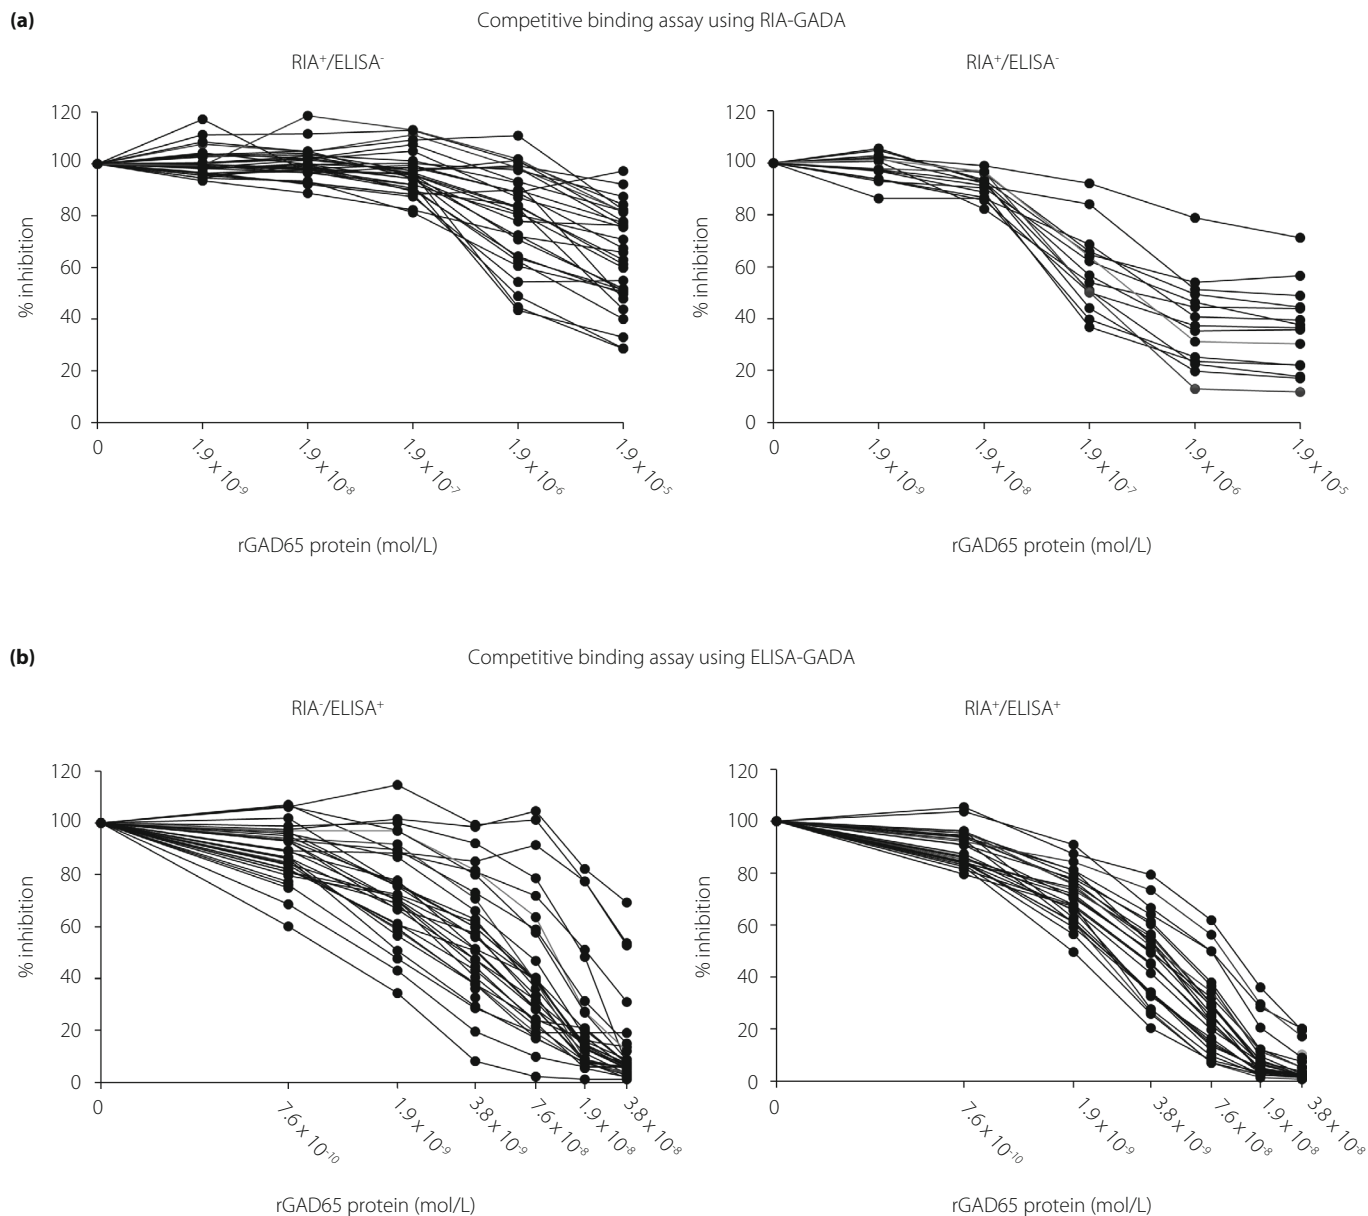 (a) Competitive binding assay using RIA-GADA
RIA⁺/ELISA⁻ RIA⁺/ELISA⁻
120 120
100 100
80 80
60 60
40 40
20 20
0 0
% inhibition % inhibition
0 1.9 x 10⁻⁹ 1.9 x 10⁻⁸ 1.9 x 10⁻⁷ 1.9 x 10⁻⁶ 1.9 x 10⁻⁵ 0 1.9 x 10⁻⁹ 1.9 x 10⁻⁸ 1.9 x 10⁻⁷ 1.9 x 10⁻⁶ 1.9 x 10⁻⁵
rGAD65 protein (mol/L) rGAD65 protein (mol/L)
(b) Competitive binding assay using ELISA-GADA
RIA⁻/ELISA⁺ RIA⁺/ELISA⁺
120 120
100 100
80 80
60 60
40 40
20 20
0 0
% inhibition % inhibition
0 7.6 x 10⁻¹⁰ 1.9 x 10⁻⁹ 3.8 x 10⁻⁹ 7.6 x 10⁻⁸ 1.9 x 10⁻⁸ 3.8 x 10⁻⁸ 0 7.6 x 10⁻¹⁰ 1.9 x 10⁻⁹ 3.8 x 10⁻⁹ 7.6 x 10⁻⁸ 1.9 x 10⁻⁸ 3.8 x 10⁻⁸
rGAD65 protein (mol/L) rGAD65 protein (mol/L)